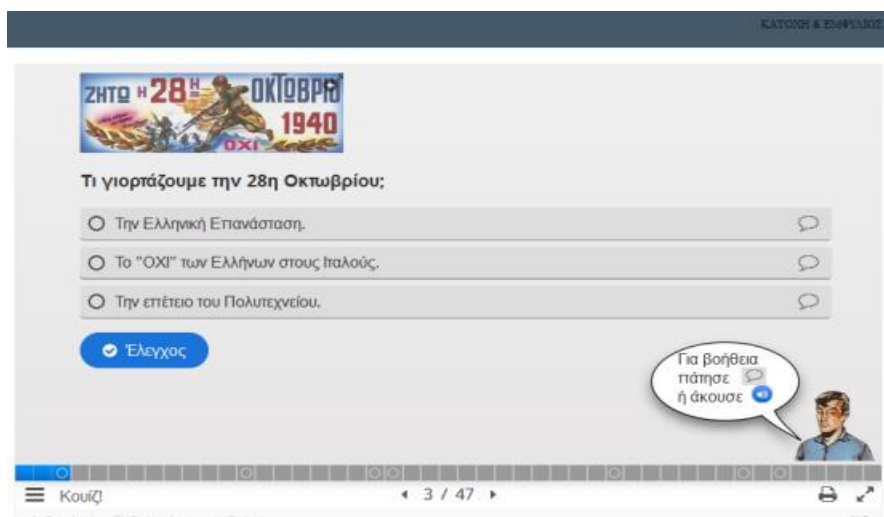 ΚΑΤΟΧΗ & ΕΜΦΥΛΙΟΣ
ΖΗΤΩ Η 28Η ΟΚΤΩΒΡΙΟΥ
1940
ΟΧΙ
Τι γιορτάζουμε την 28η Οκτωβρίου;
Την Ελληνική Επανάσταση.
Το "ΟΧΙ" των Ελλήνων στους Ιταλούς.
Την επέτειο του Πολυτεχνείου.
Έλεγχος
Για βοήθεια
πάτησε
ή άκουσε
Κουίζ!
3 / 47